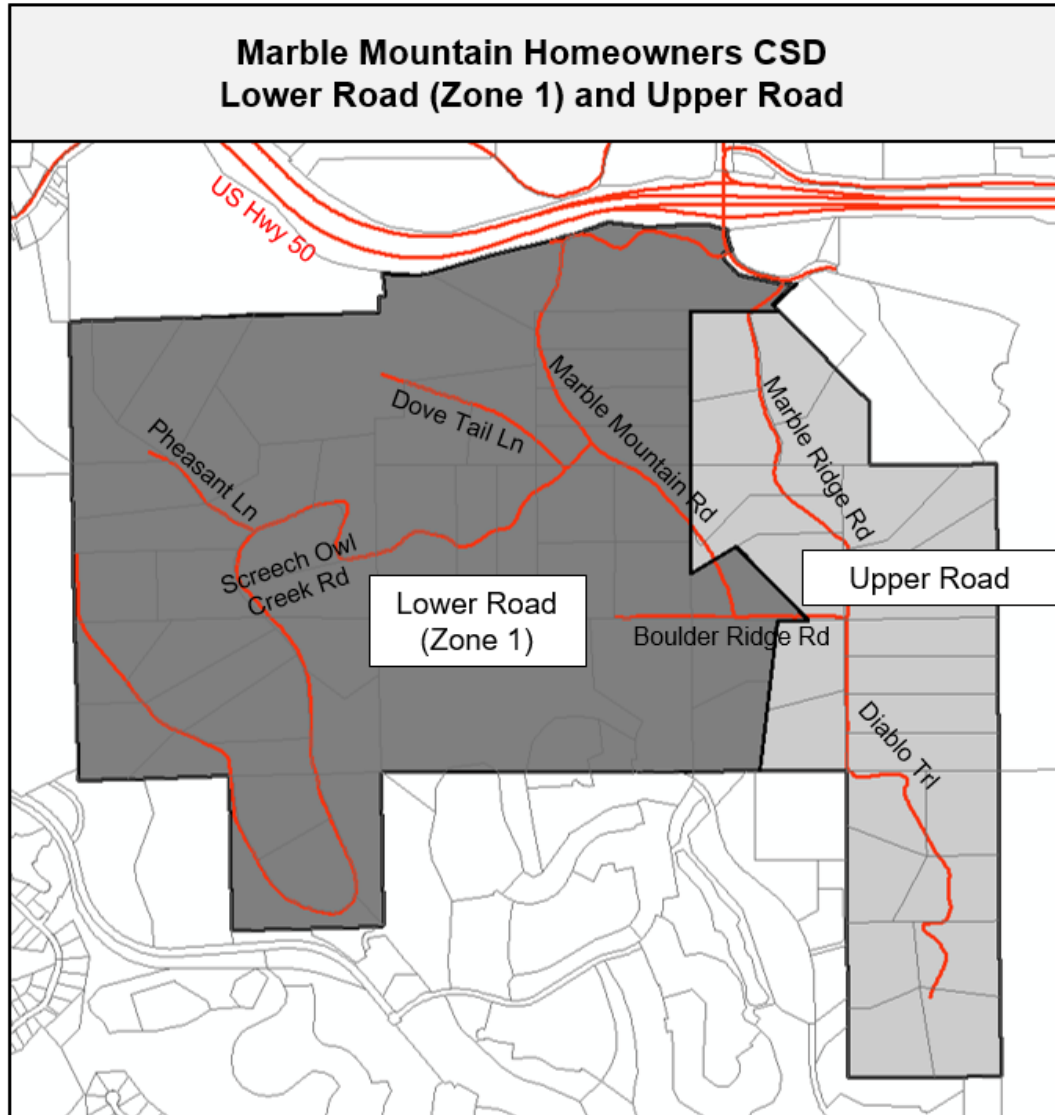 Marble Mountain Homeowners CSD
Lower Road (Zone 1) and Upper Road
US Hwy 50
Marble Mountain Rd
Marble Ridge Rd
Dove Tail Ln
Pheasant Ln
Screech Owl
Creek Rd
Upper Road
Lower Road
(Zone 1)
Boulder Ridge Rd
Diablo Trl